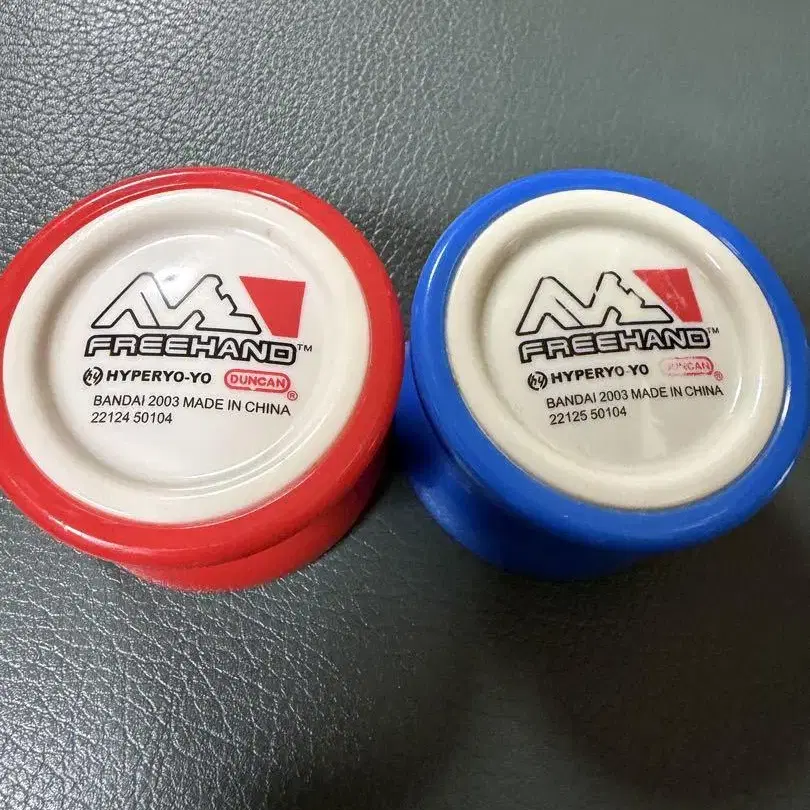 FREEHAND™
HYPERYO-YO DUNCAN®
BANDAI 2003 MADE IN CHINA
22124 50104
FREEHAND™
HYPERYO-YO DUNCAN®
BANDAI 2003 MADE IN CHINA
22125 50104